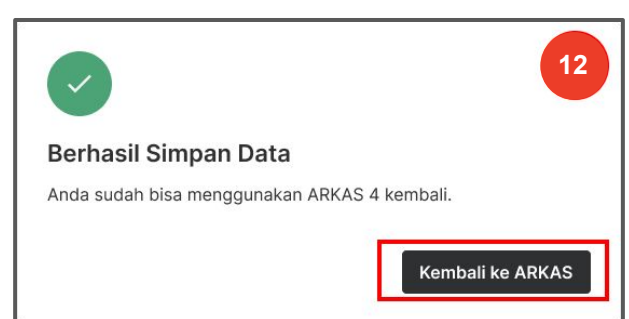 12
Berhasil Simpan Data
Anda sudah bisa menggunakan ARKAS 4 kembali.
Kembali ke ARKAS